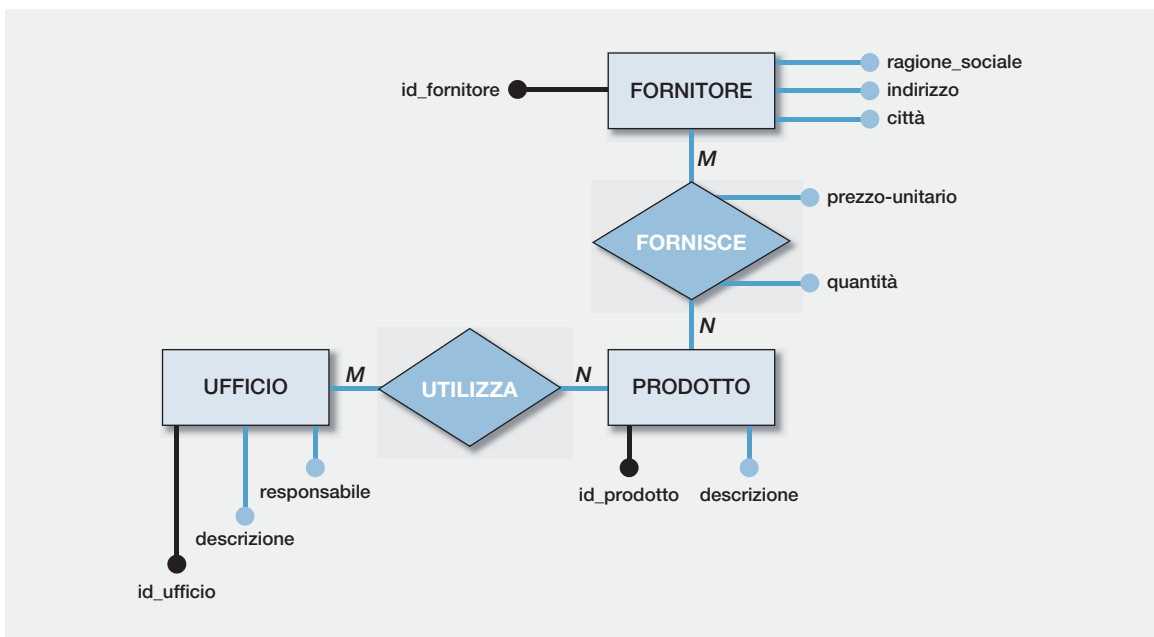 ragione_sociale
id_fornitore
FORNITORE
indirizzo
città
M
prezzo-unitario
FORNISCE
quantità
N
UFFICIO
M
UTILIZZA
N
PRODOTTO
responsabile
id_prodotto
descrizione
descrizione
id_ufficio